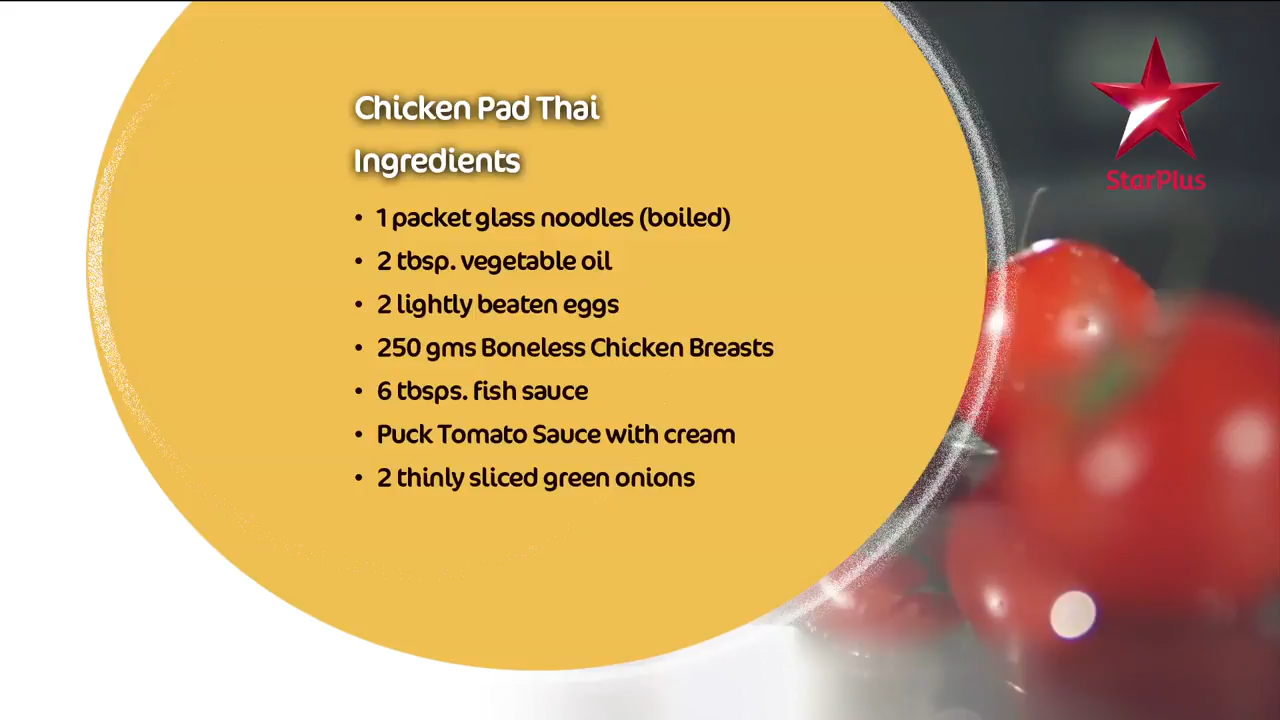 Chicken Pad Thai
Ingredients
• 1 packet glass noodles (boiled)
• 2 tbsp. vegetable oil
• 2 lightly beaten eggs
• 250 gms Boneless Chicken Breasts
• 6 tbsps. fish sauce
• Puck Tomato Sauce with cream
• 2 thinly sliced green onions
StarPlus